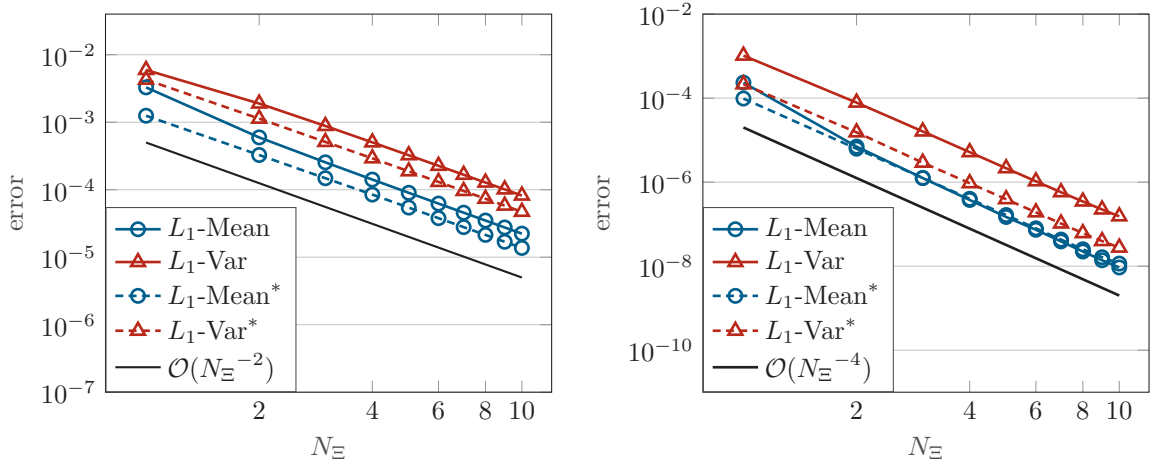 error
10^{-2}
10^{-3}
10^{-4}
10^{-5}
10^{-6}
10^{-7}
L_1-Mean
L_1-Var
L_1-Mean^*
L_1-Var^*
\mathcal{O}(N_Ξ^{-2})
2 4 6 8 10
N_Ξ
error
10^{-2}
10^{-4}
10^{-6}
10^{-8}
10^{-10}
L_1-Mean
L_1-Var
L_1-Mean^*
L_1-Var^*
\mathcal{O}(N_Ξ^{-4})
2 4 6 8 10
N_Ξ